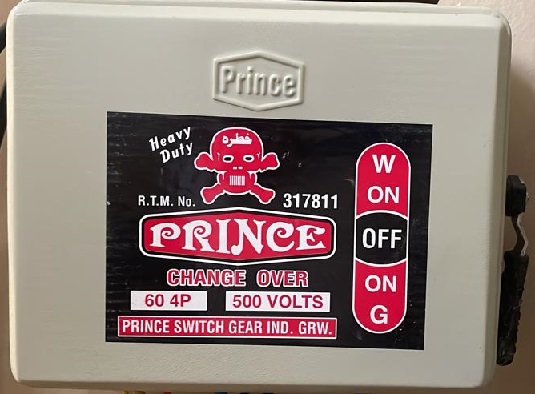 Prince
Heavy
Duty
خطره
R.T.M. No. 317811
PRINCE
CHANGE OVER
60 4P 500 VOLTS
PRINCE SWITCH GEAR IND. GRW.
W
ON
OFF
ON
G